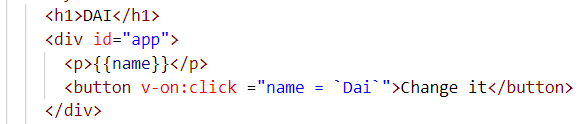 <h1>DAI</h1>
<div id="app">
<p>{{name}}</p>
<button v-on:click ="name = `Dai`">Change it</button>
</div>